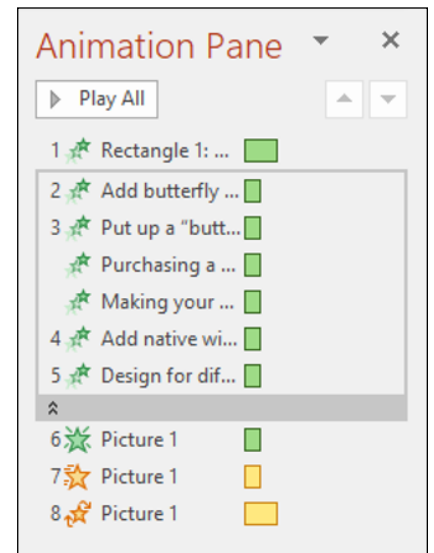 Animation Pane
Play All
1 Rectangle 1: ...
2 Add butterfly ...
3 Put up a “butt...
Purchasing a ...
Making your ...
4 Add native wi...
5 Design for dif...
6 Picture 1
7 Picture 1
8 Picture 1